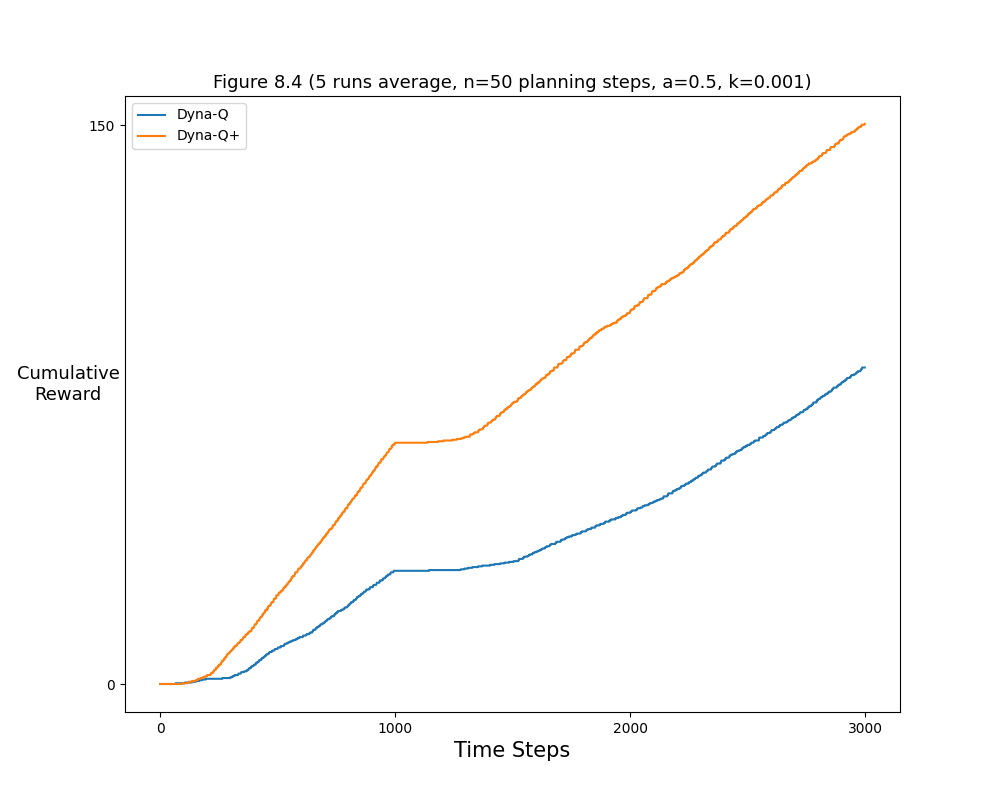 Figure 8.4 (5 runs average, n=50 planning steps, a=0.5, k=0.001)
Dyna-Q
Dyna-Q+
150
Cumulative
Reward
0
0
1000
2000
3000
Time Steps